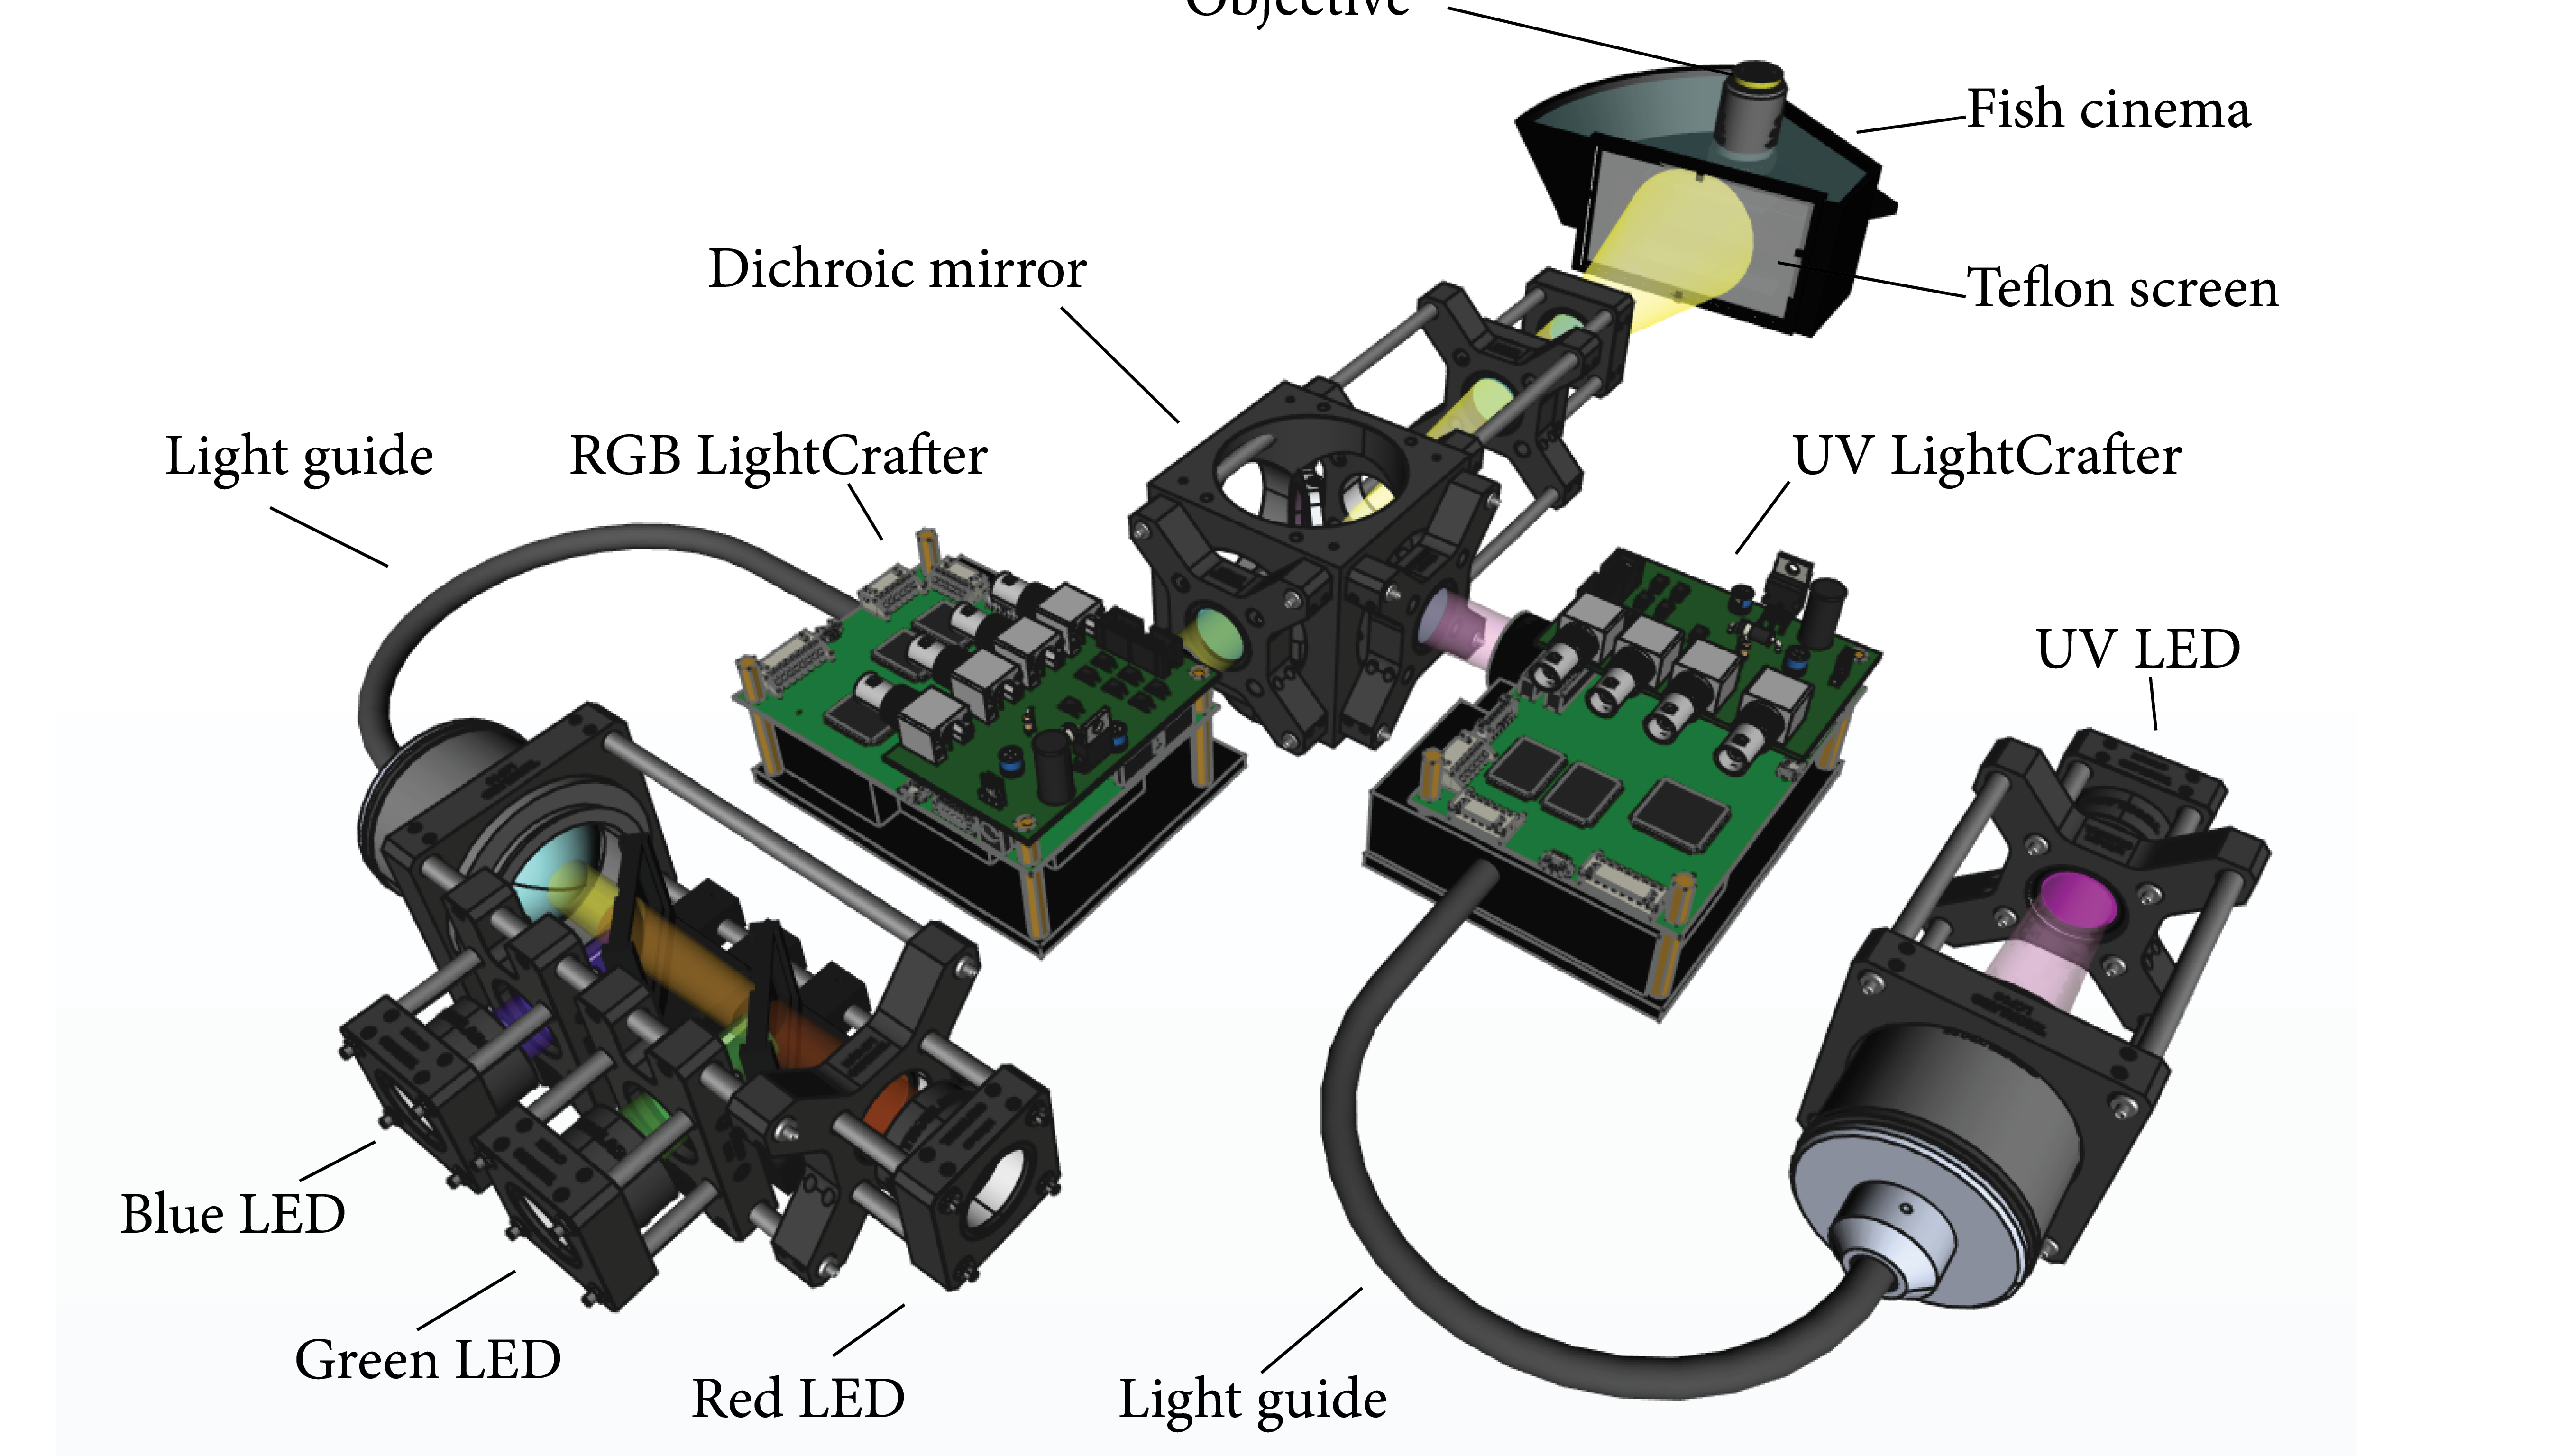 Objective
Fish cinema
Dichroic mirror
Teflon screen
Light guide
RGB LightCrafter
UV LightCrafter
UV LED
Blue LED
Green LED
Red LED
Light guide